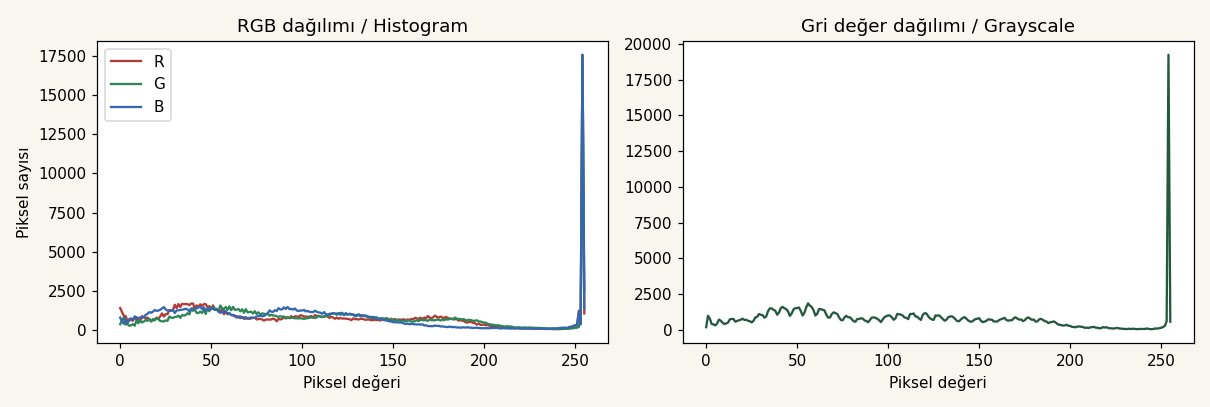 RGB dağılımı / Histogram
17500
15000
12500
10000
7500
5000
2500
0
Piksel sayısı
R
G
B
0 50 100 150 200 250
Piksel değeri
Gri değer dağılımı / Grayscale
20000
17500
15000
12500
10000
7500
5000
2500
0
0 50 100 150 200 250
Piksel değeri